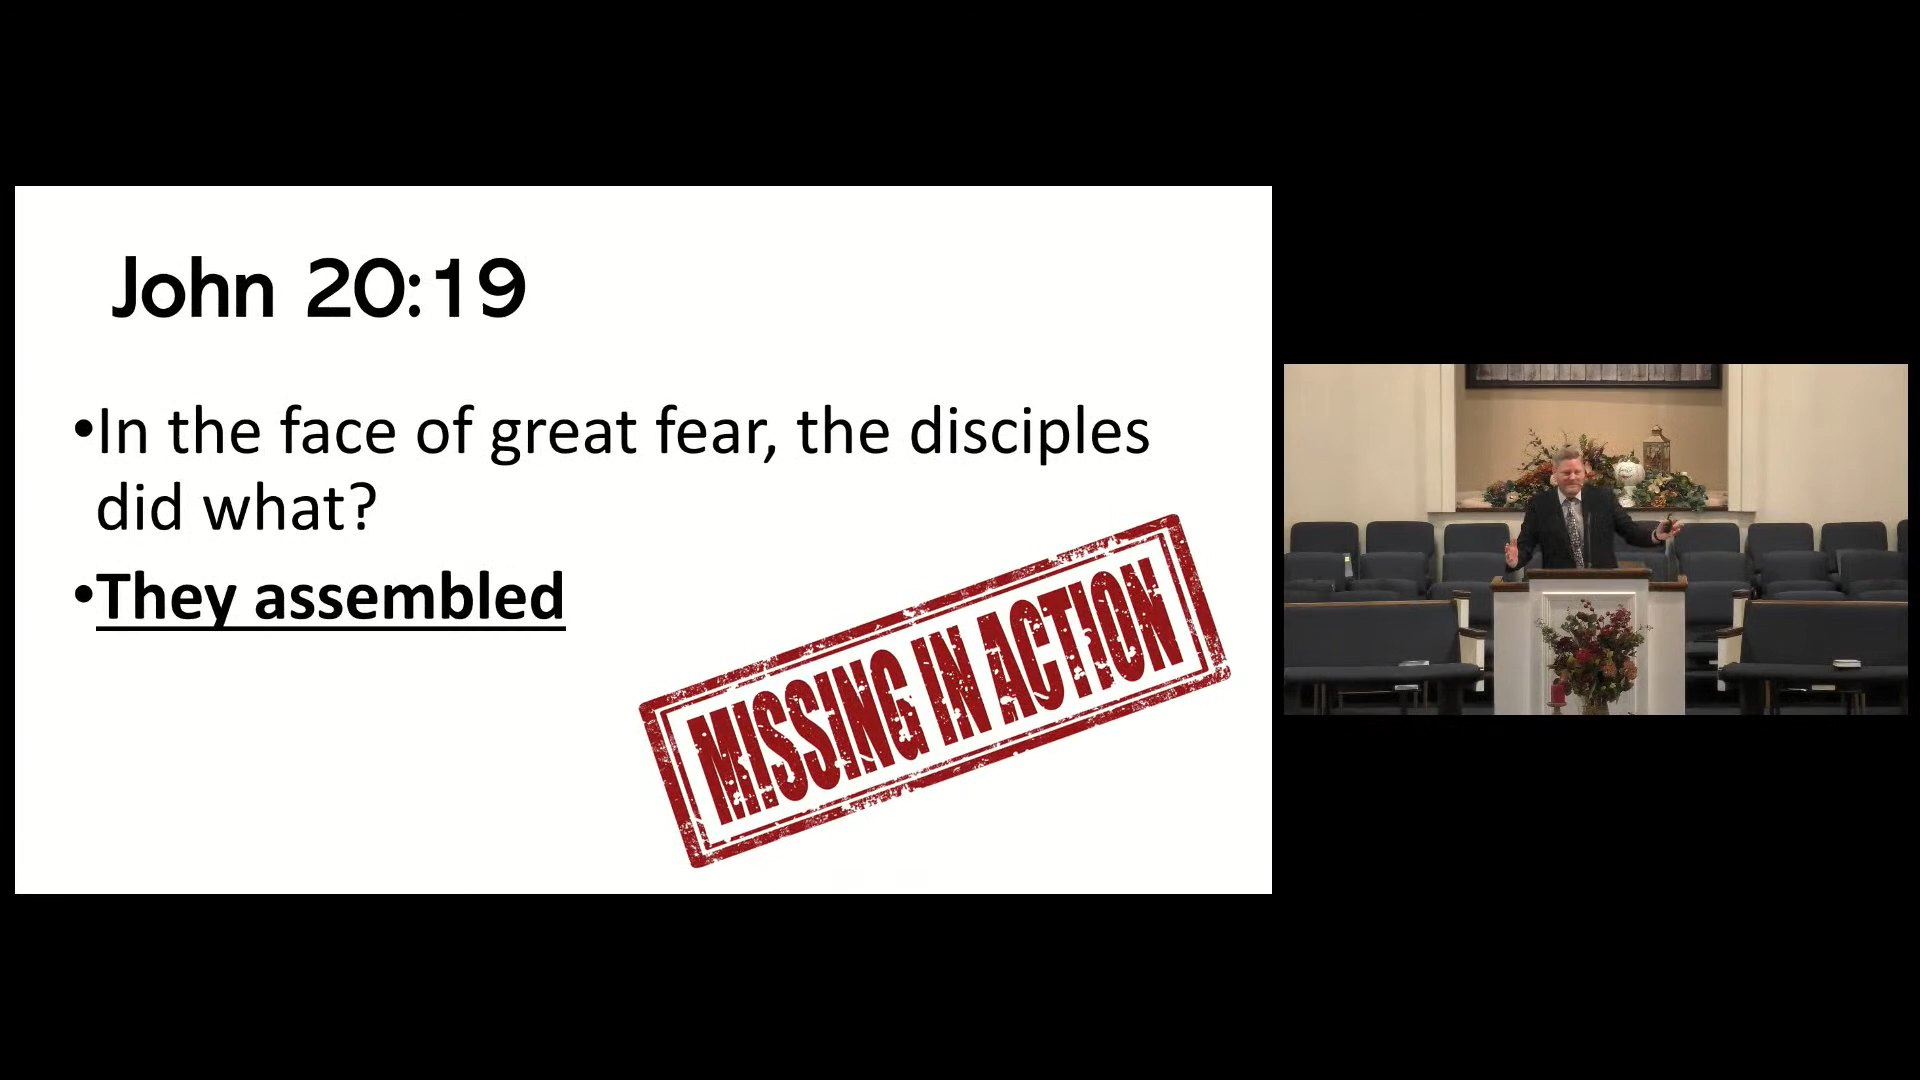 John 20:19
•In the face of great fear, the disciples
did what?
•They assembled
MISSING IN ACTION